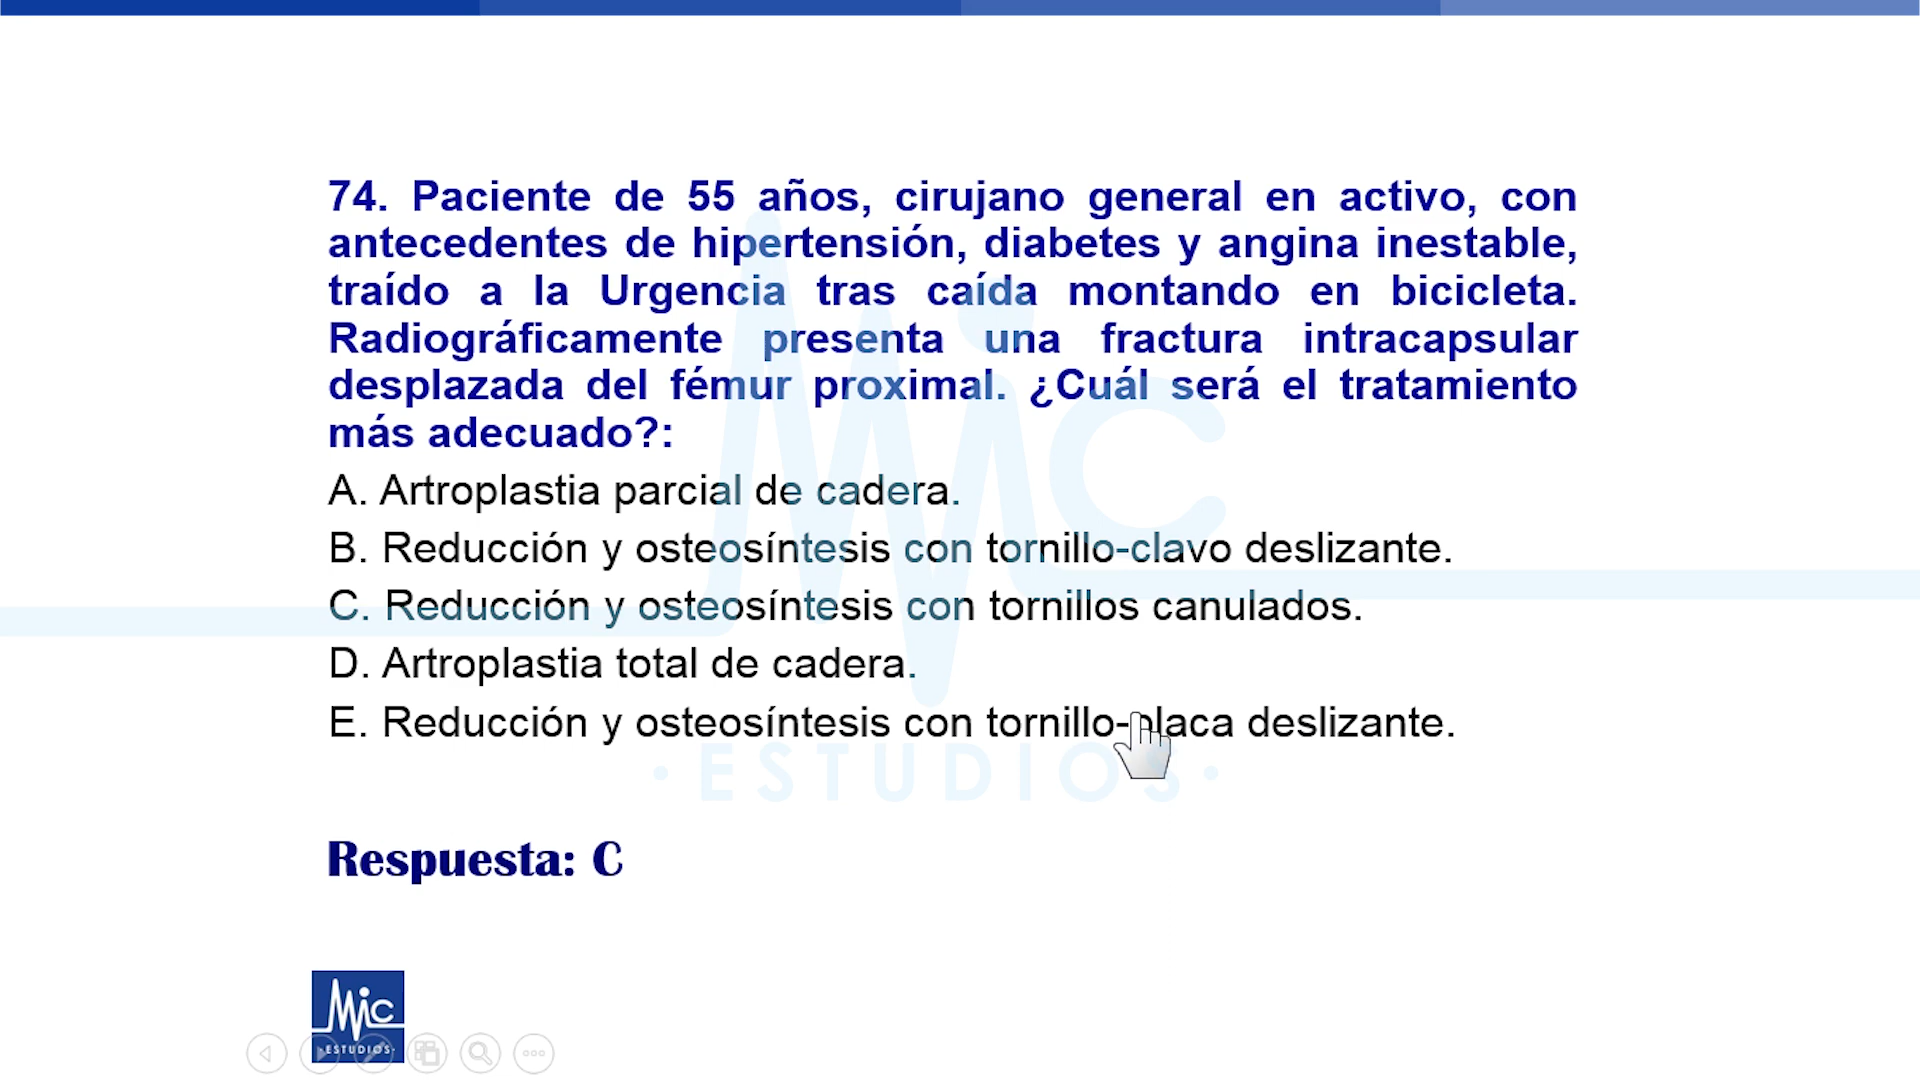 74. Paciente de 55 años, cirujano general en activo, con
antecedentes de hipertensión, diabetes y angina inestable,
traído a la Urgencia tras caída montando en bicicleta.
Radiográficamente presenta una fractura intracapsular
desplazada del fémur proximal. ¿Cuál será el tratamiento
más adecuado?:
A. Artroplastia parcial de cadera.
B. Reducción y osteosíntesis con tornillo-clavo deslizante.
C. Reducción y osteosíntesis con tornillos canulados.
D. Artroplastia total de cadera.
E. Reducción y osteosíntesis con tornillo-placa deslizante.
Mic
·ESTUDIOS·
Respuesta: C
Mic
·ESTUDIOS·